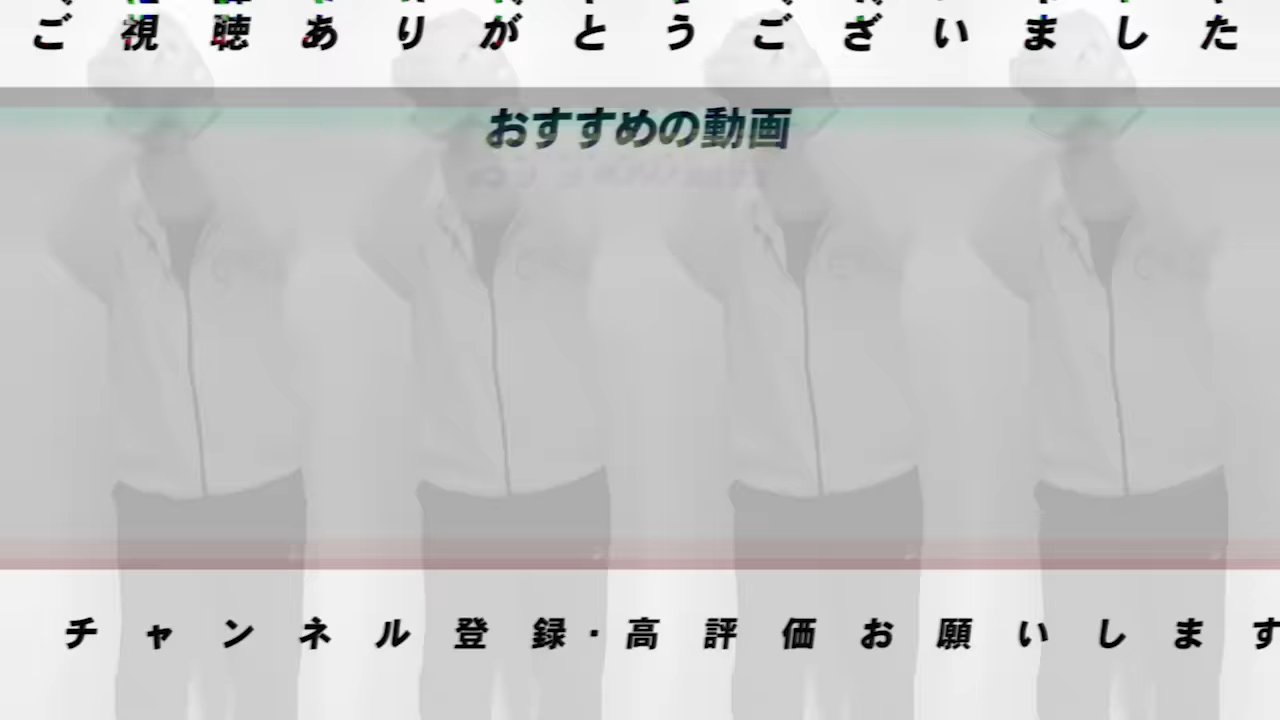 ご視聴ありがとうございました
おすすめの動画
チャンネル登録・高評価お願いします